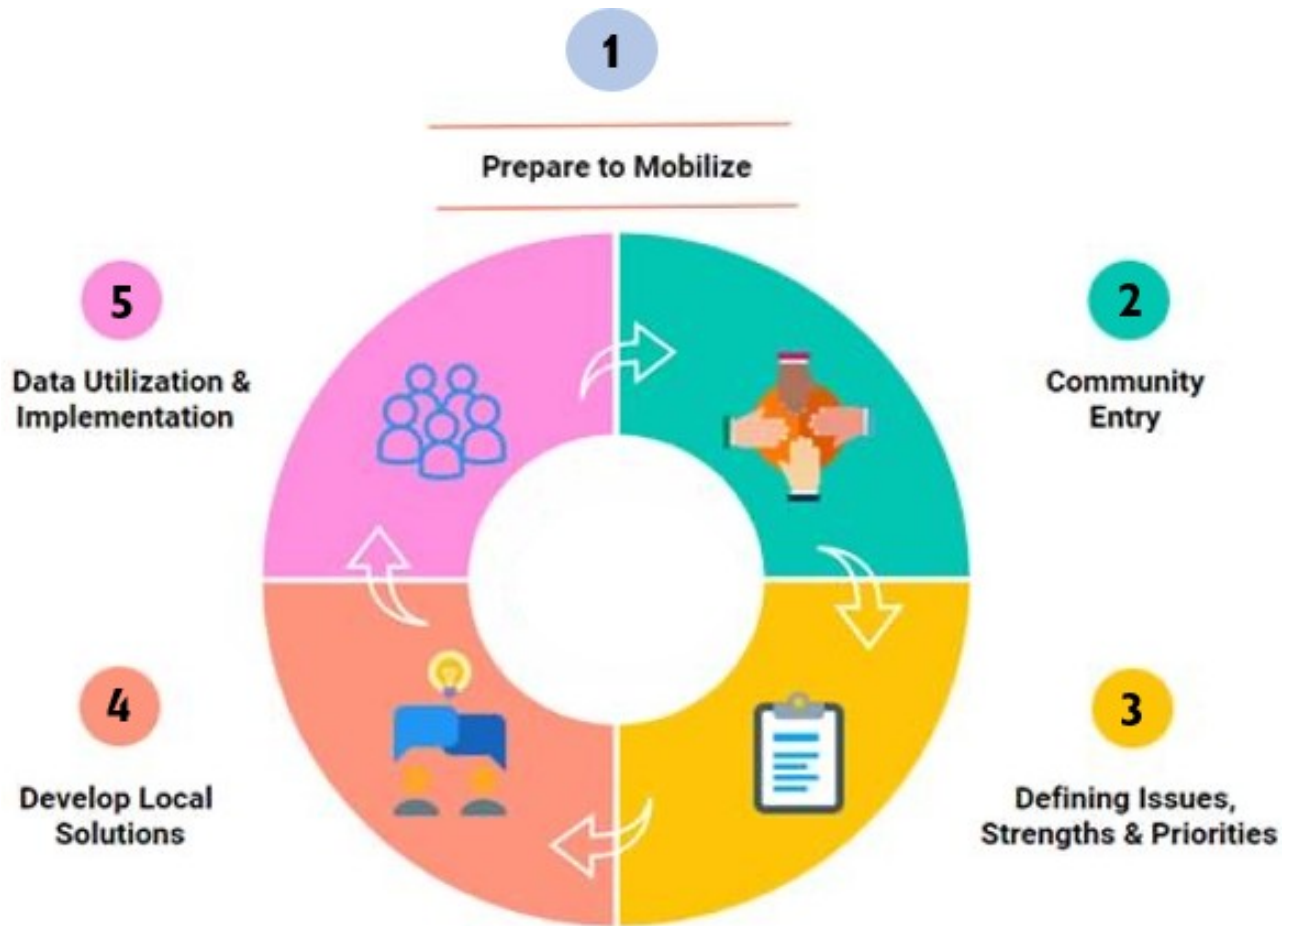 1
Prepare to Mobilize
2
Community
Entry
3
Defining Issues,
Strengths & Priorities
4
Develop Local
Solutions
5
Data Utilization &
Implementation